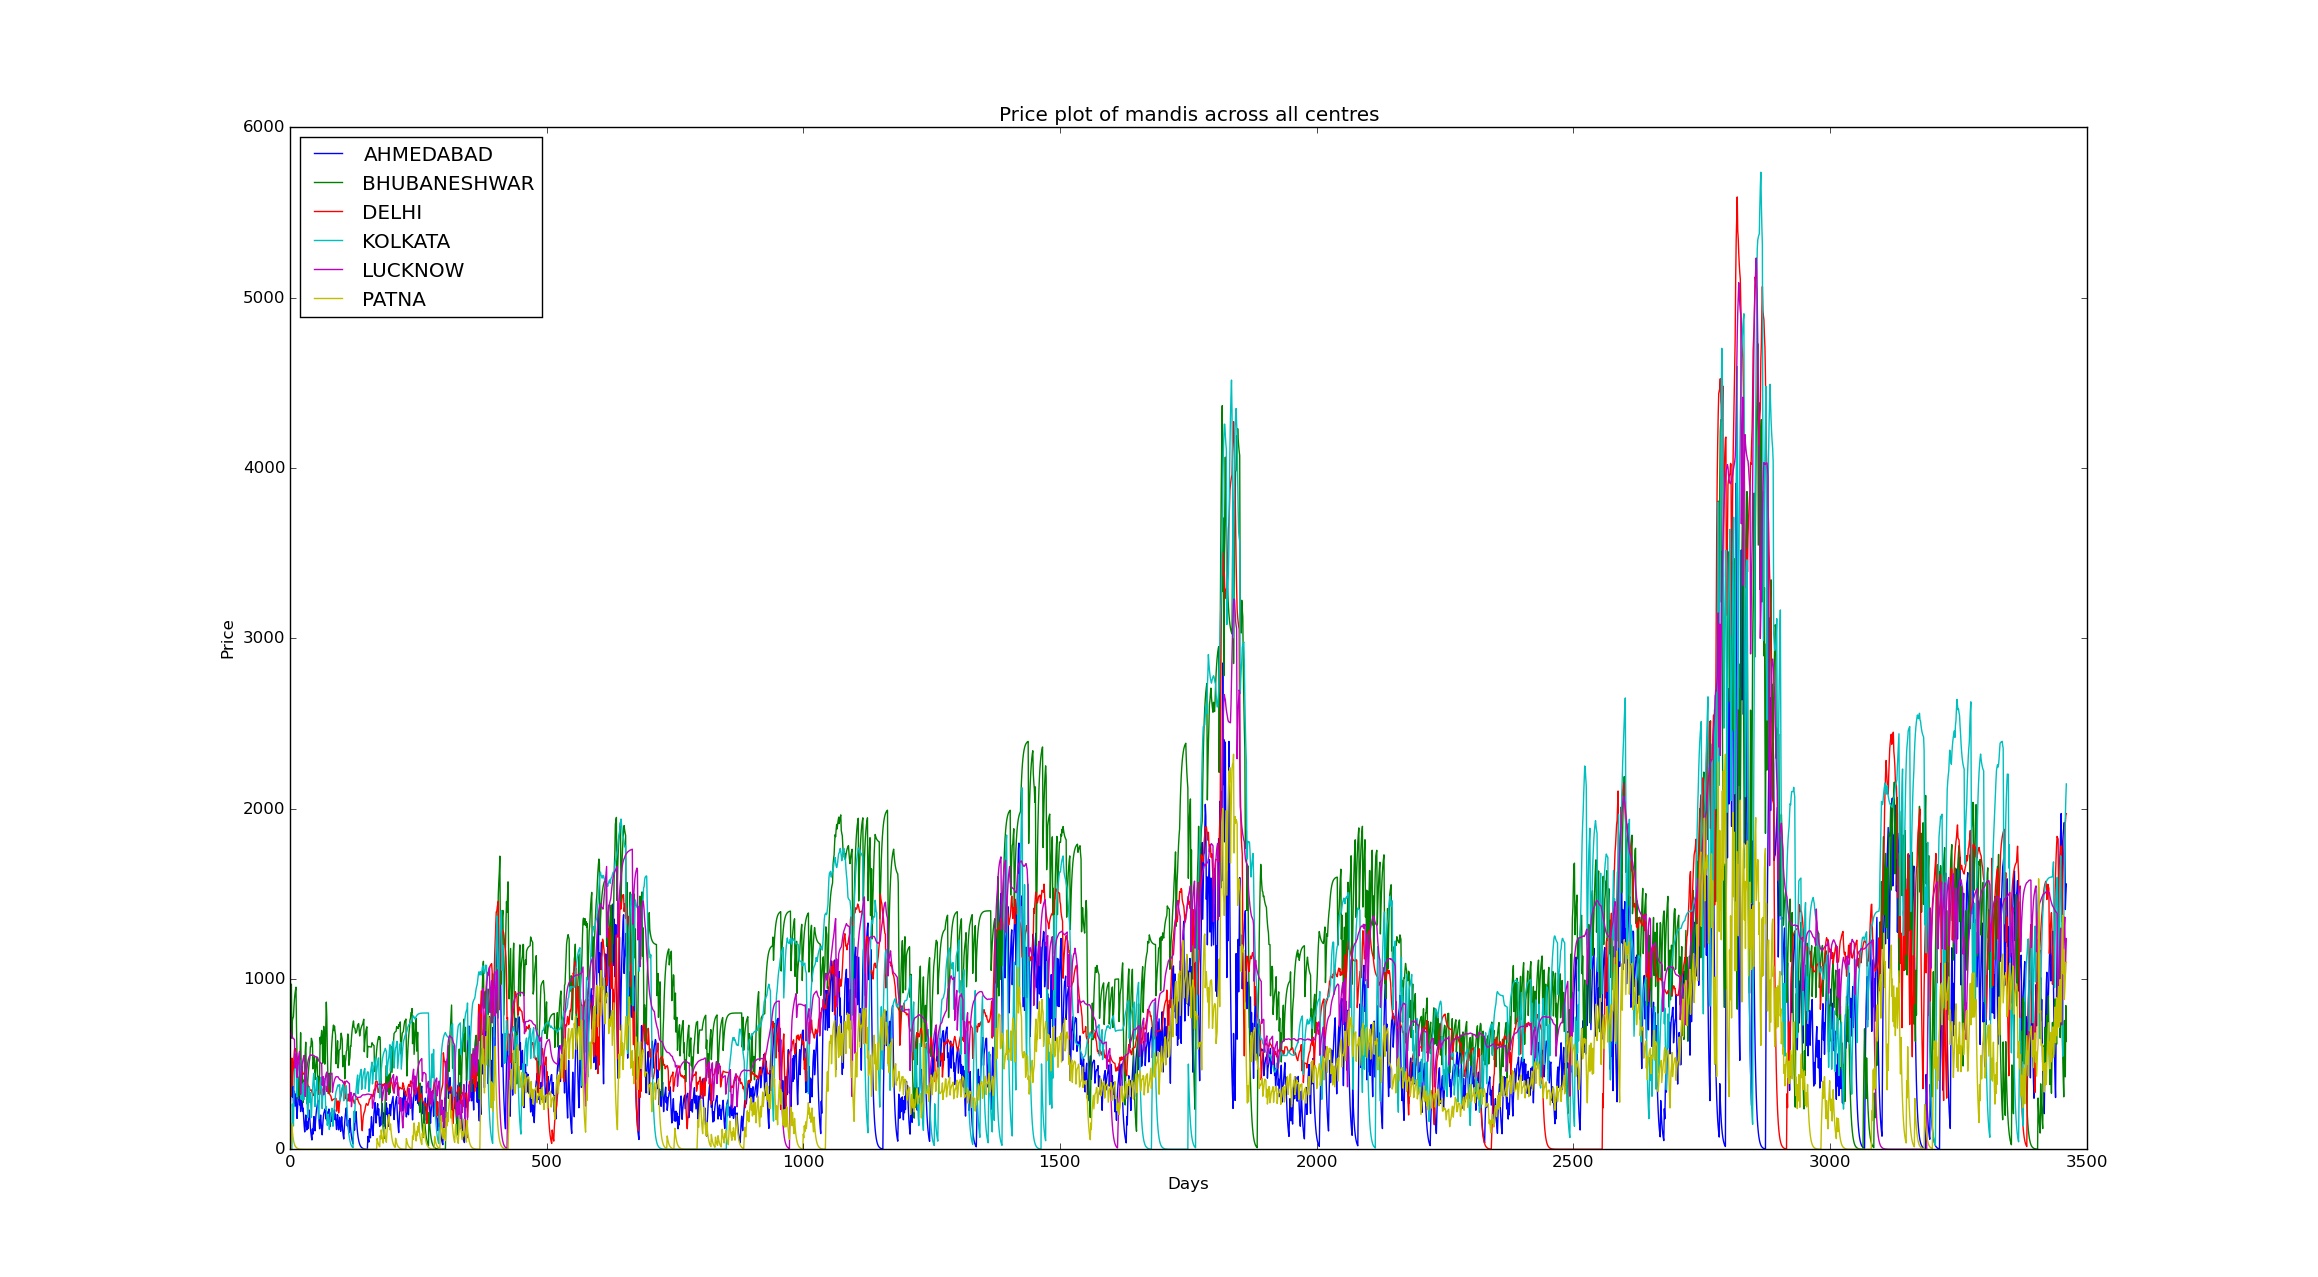 Price plot of mandis across all centres
6000
5000
4000
3000
2000
1000
0
Price
AHMEDABAD
BHUBANESHWAR
DELHI
KOLKATA
LUCKNOW
PATNA
0 500 1000 1500 2000 2500 3000 3500
Days